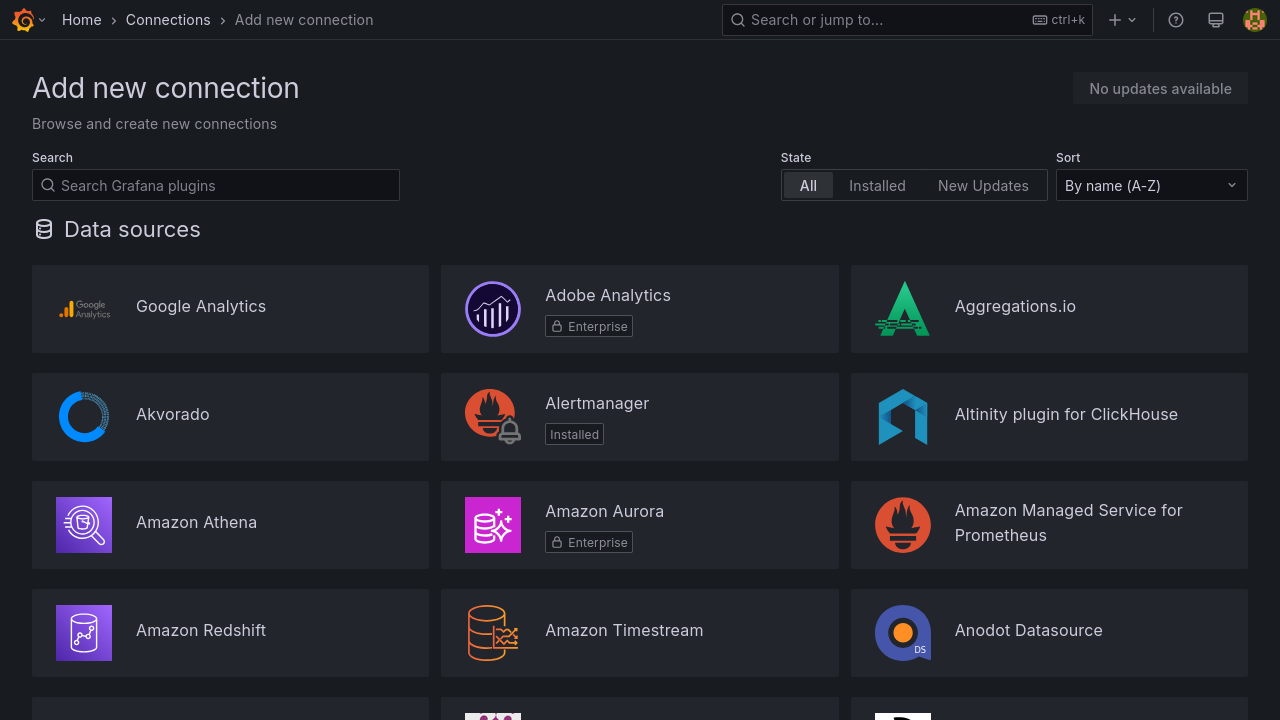 Home
Connections
Add new connection
Search or jump to...
ctrl+k
Add new connection
No updates available
Browse and create new connections
Search
State
Sort
Search Grafana plugins
All
Installed
New Updates
By name (A-Z)
Data sources
Google
Analytics
Google Analytics
Adobe Analytics
Enterprise
Aggregations.io
Akvorado
Alertmanager
Installed
Altinity plugin for ClickHouse
Amazon Athena
Amazon Aurora
Enterprise
Amazon Managed Service for
Prometheus
Amazon Redshift
Amazon Timestream
DS
Anodot Datasource